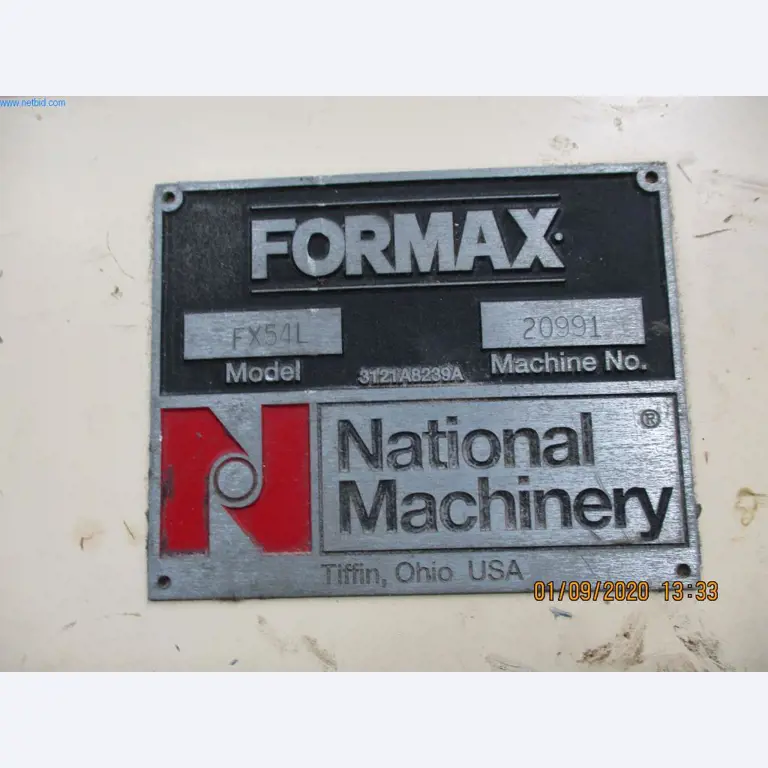 www.netbid.com
FORMAX
FX54L 20991
Model 3121A8239A Machine No.
National ®
Machinery
Tiffin, Ohio USA
01/09/2020 13:33